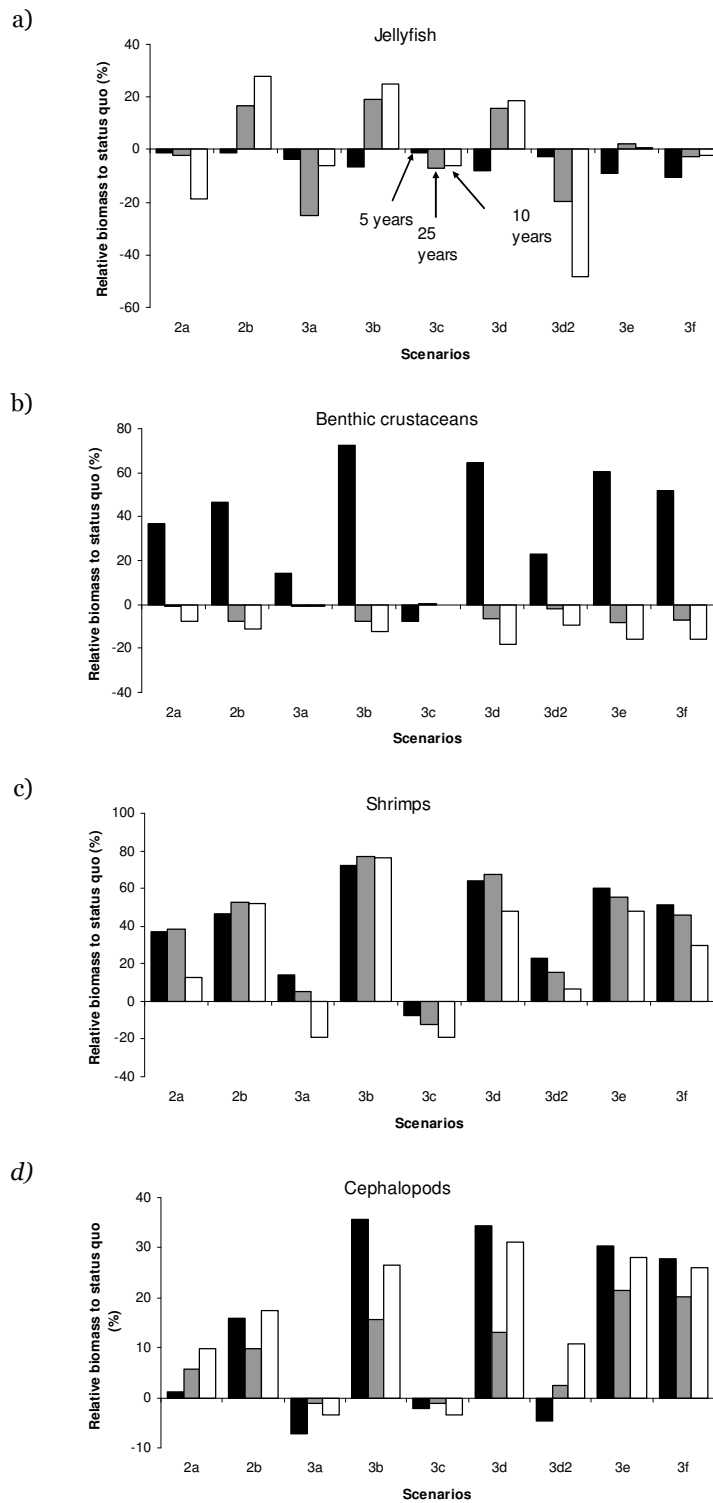 a)
Jellyfish
Relative biomass to status quo (%)
40
20
0
-20
-40
-60
5 years
25
years
10
years
2a 2b 3a 3b 3c 3d 3d2 3e 3f
Scenarios
b)
Benthic crustaceans
Relative biomass to status quo (%)
80
60
40
20
0
-20
-40
2a 2b 3a 3b 3c 3d 3d2 3e 3f
Scenarios
c)
Shrimps
Relative biomass to status quo (%)
100
80
60
40
20
0
-20
-40
2a 2b 3a 3b 3c 3d 3d2 3e 3f
Scenarios
d)
Cephalopods
Relative biomass to status quo
(%)
40
30
20
10
0
-10
2a 2b 3a 3b 3c 3d 3d2 3e 3f
Scenarios